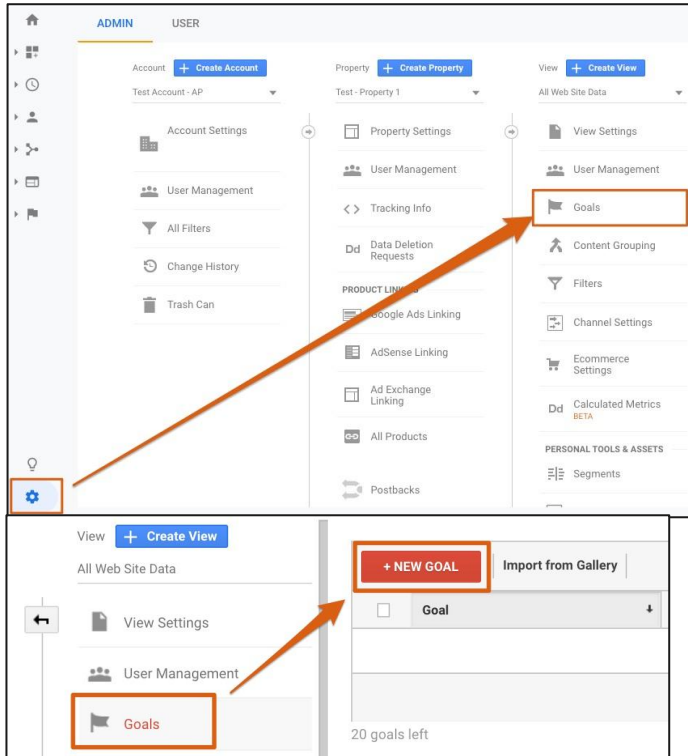 ADMIN USER
Account + Create Account
Test Account - AP
Account Settings
User Management
All Filters
Change History
Trash Can
Property + Create Property
Test - Property 1
Property Settings
User Management
<> Tracking Info
Dd Data Deletion
Requests
PRODUCT LINKING
Google Ads Linking
AdSense Linking
Ad Exchange
Linking
All Products
Postbacks
View + Create View
All Web Site Data
View Settings
User Management
Goals
Content Grouping
Filters
Channel Settings
Ecommerce
Settings
Dd Calculated Metrics
BETA
PERSONAL TOOLS & ASSETS
Segments
View + Create View
All Web Site Data
View Settings
User Management
Goals
+ NEW GOAL Import from Gallery
Goal
20 goals left